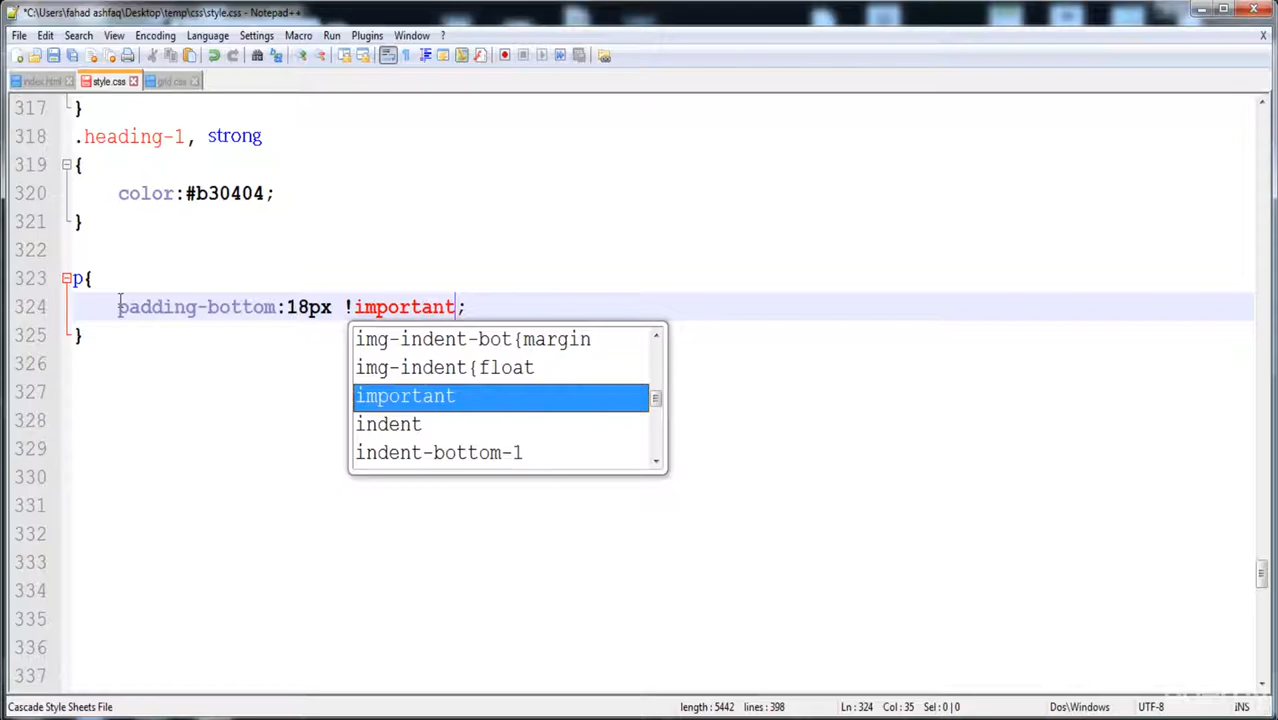 *C:\Users\fahad ashfaq\Desktop\temp\css\style.css - Notepad++
File Edit Search View Encoding Language Settings Macro Run Plugins Window ? X
index.html style.css grid.css
317 }
318 .heading-1, strong
319 {
320 color:#b30404;
321 }
322
323 p{
324 padding-bottom:18px !important;
325 }
img-indent-bot{margin
326
img-indent{float
327
important
328
indent
329
indent-bottom-1
330
331
332
333
334
335
336
337
Cascade Style Sheets File length : 5442 lines : 398 Ln : 324 Col : 35 Sel : 0 | 0 Dos\Windows UTF-8 INS